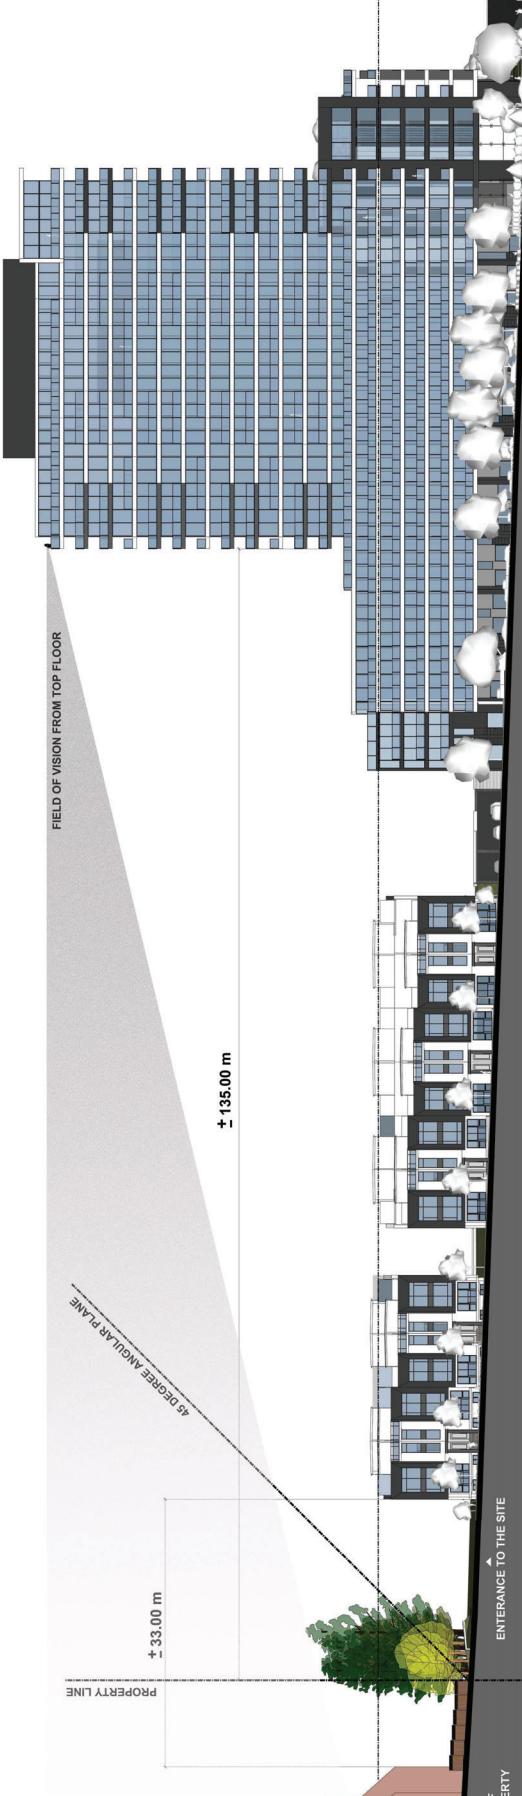 FIELD OF VISION FROM TOP FLOOR
± 135.00 m
45 DEGREE ANGULAR PLANE
± 33.00 m
PROPERTY LINE
ENTERANCE TO THE SITE